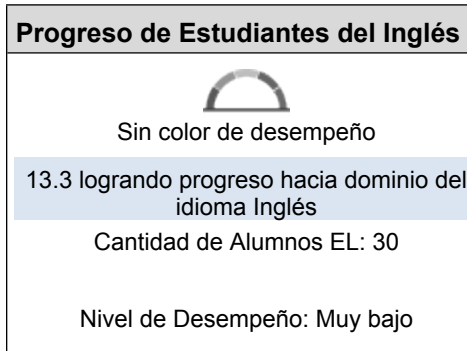 Progreso de Estudiantes del Inglés
Sin color de desempeño
13.3 logrando progreso hacia dominio del
idioma Inglés
Cantidad de Alumnos EL: 30
Nivel de Desempeño: Muy bajo